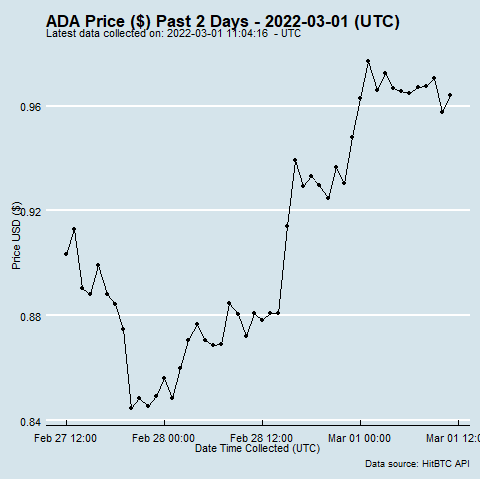 ADA Price ($) Past 2 Days - 2022-03-01 (UTC)
Latest data collected on: 2022-03-01 11:04:16 - UTC
0.96
0.92
0.88
0.84
Price USD ($)
Feb 27 12:00 Feb 28 00:00 Feb 28 12:00 Mar 01 00:00 Mar 01 12:
Date Time Collected (UTC)
Data source: HitBTC API